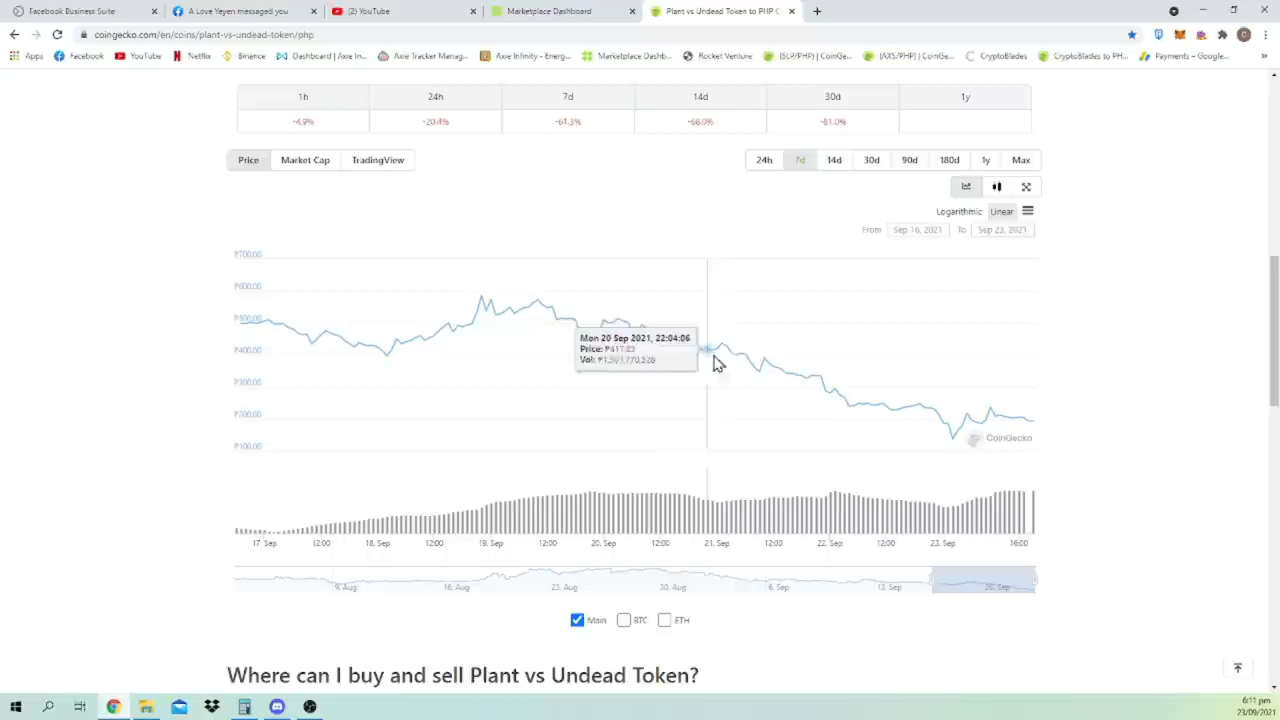 Facebook Business Suite A Love Yeyen messaged you (2) YouTube Marketplace Dashboard Plant vs Undead Token to PHP C
coingecko.com/en/coins/plant-vs-undead-token/php
Apps Facebook YouTube Netflix Binance Dashboard | Axie In... Axie Tracker Manag... Axie Infinity - Energ... Marketplace Dashb... Rocket Venture (SLP/PHP) | CoinGe... (AXS/PHP) | CoinGe... CryptoBlades CryptoBlades to PH... Payments – Google...
1h 24h 7d 14d 30d 1y
-4.9% -20.4% -61.3% -68.0% -81.0%
Price Market Cap TradingView 24h 7d 14d 30d 90d 180d 1y Max
Logarithmic Linear
From Sep 16, 2021 To Sep 23, 2021
₱700.00
₱600.00
₱500.00
₱400.00
₱300.00
₱200.00
₱100.00
Mon 20 Sep 2021, 22:04:06
Price:
Vol:
CoinGecko
17. Sep 12:00 18. Sep 12:00 19. Sep 12:00 20. Sep 12:00 21. Sep 12:00 22. Sep 12:00 23. Sep 16:00
9. Aug 16. Aug 23. Aug 30. Aug 6. Sep 13. Sep 20. Sep
Main BTC ETH
Where can I buy and sell Plant vs Undead Token?
6:11 pm
23/09/2021